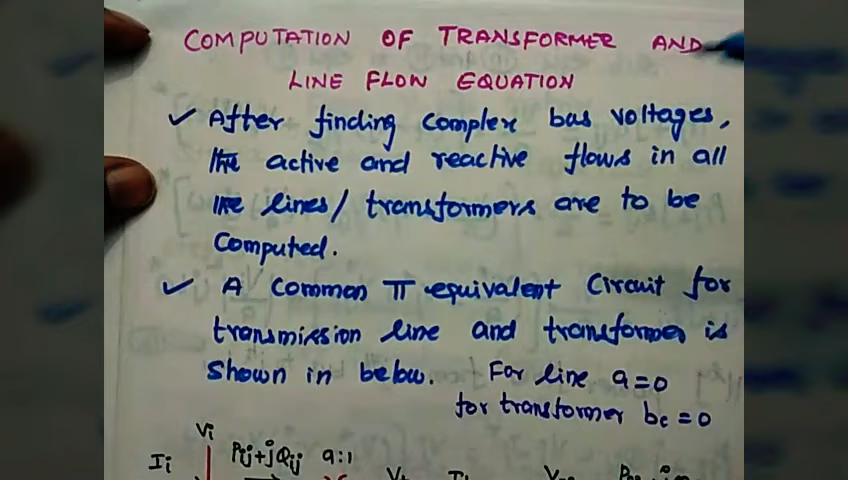 COMPUTATION OF TRANSFORMER AND
LINE FLOW EQUATION
✓ After finding complex bus voltages,
the active and reactive flows in all
the lines/transformers are to be
computed.
✓ A common π equivalent circuit for
transmission line and transformer is
shown in below. For line a=0
for transformer bc=0
Vi
Ii Pij+jQij a:1